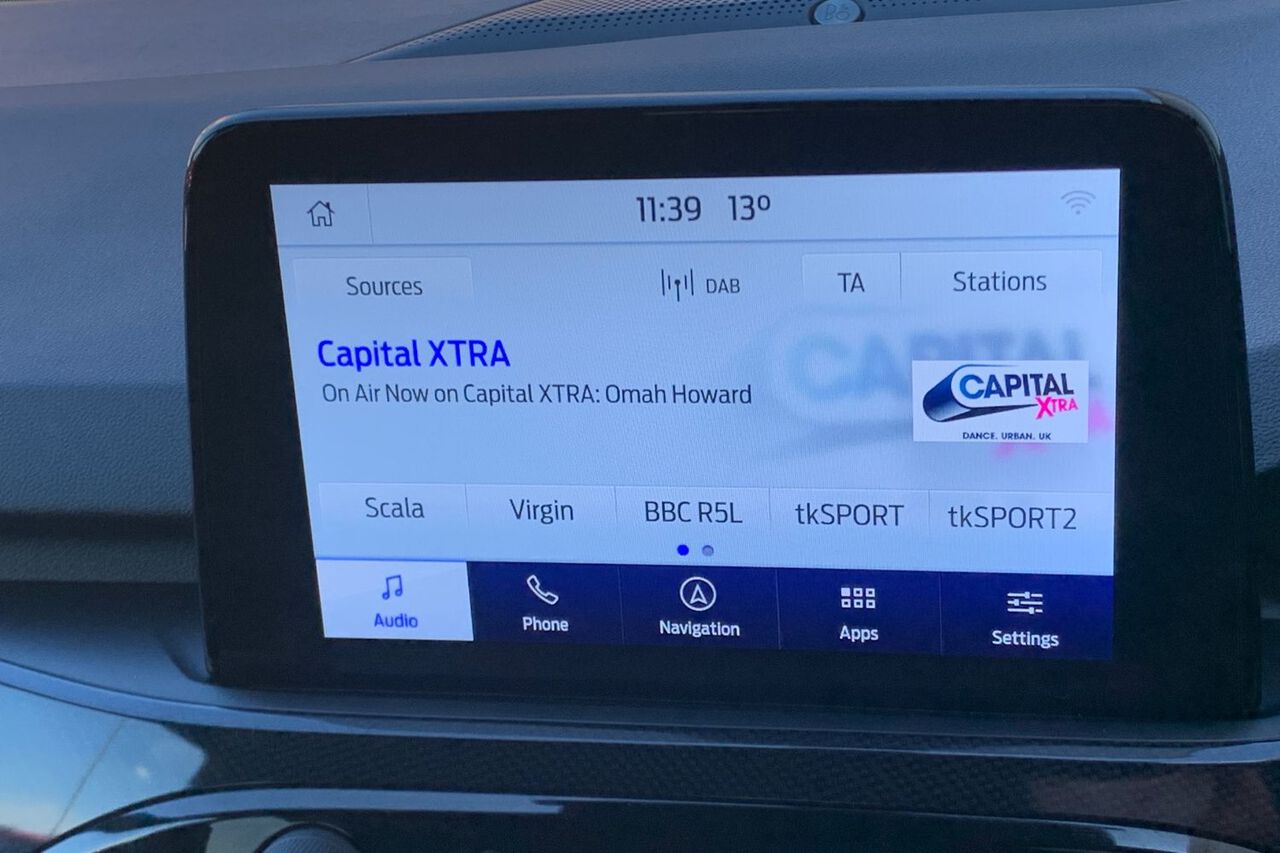 11:39 13º
Sources DAB TA Stations
Capital XTRA
On Air Now on Capital XTRA: Omah Howard
CAPITAL
XTRA
DANCE. URBAN. UK
Scala Virgin BBC R5L tkSPORT tkSPORT2
Audio Phone Navigation Apps Settings